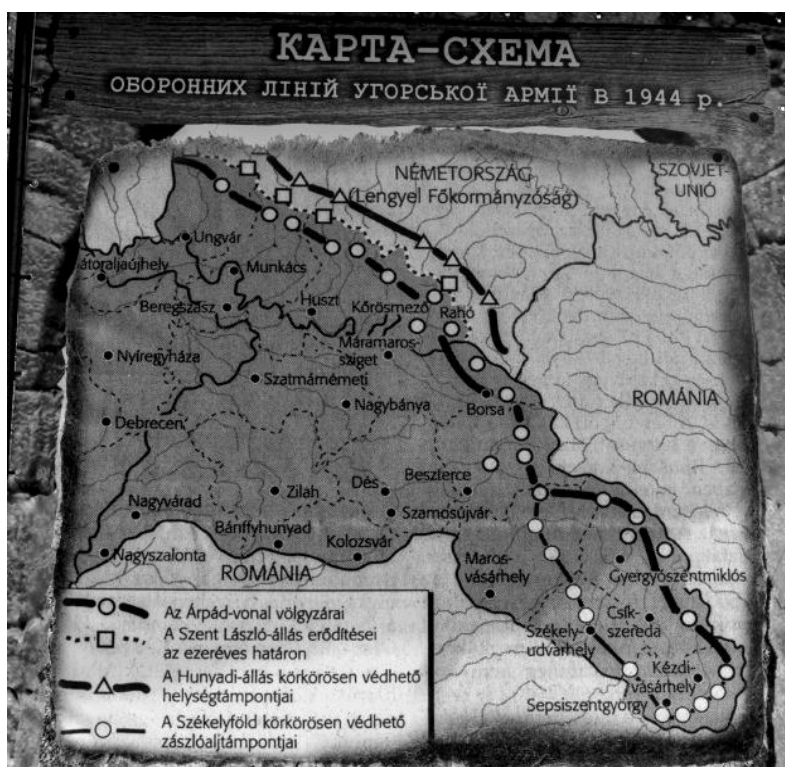 КАРТА-СХЕМА
ОБОРОННИХ ЛІНІЙ УГОРСЬКОЇ АРМІЇ В 1944 р.
NÉMETORSZÁG
(Lengyel Főkormányzóság)
SZOVJET-
UNIÓ
Ungvár
átoraljaújhely
Munkács
Beregszász
Huszt
Kőrösmező
Rahó
Nyíregyháza
Máramaros-
sziget
Szatmárnémeti
Nagybánya
Borsa
ROMÁNIA
Debrecen
Zilah
Dés
Beszterce
Nagyvárad
Szamosújvár
Bánffyhunyad
Kolozsvár
Nagyszalonta
ROMÁNIA
Maros-
vásárhely
Gyergyószentmiklós
Csík-
szereda
Székely-
udvarhely
Kézdi-
vásárhely
Sepsiszentgyörgy
Az Árpád-vonal völgyzárai
A Szent László-állás erődítései
az ezeréves határon
A Hunyadi-állás körkörösen védhető
helységtámpontjai
A Székelyföld körkörösen védhető
zászlóaljtámpontjai